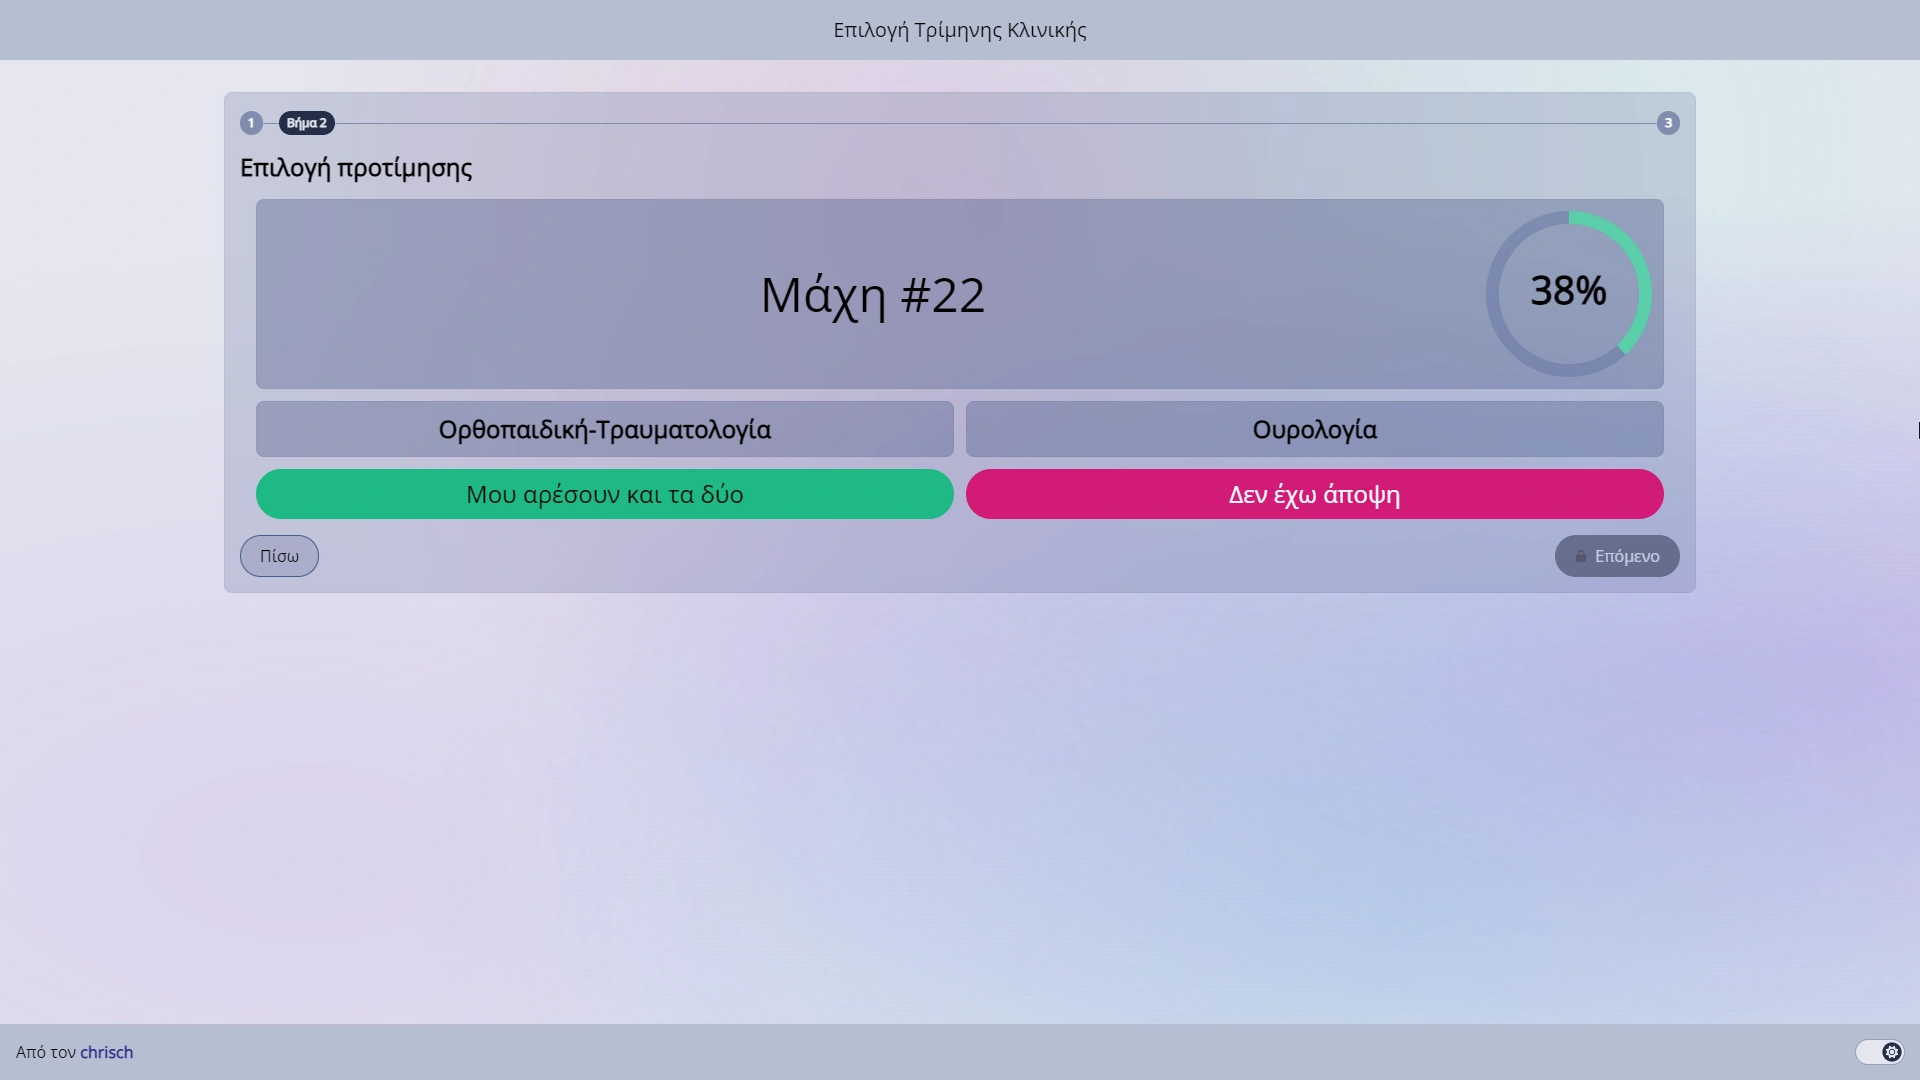 Επιλογή Τρίμηνης Κλινικής
1
Βήμα 2
3
Επιλογή προτίμησης
Μάχη #22
38%
Ορθοπαιδική-Τραυματολογία
Ουρολογία
Μου αρέσουν και τα δύο
Δεν έχω άποψη
Πίσω
Επόμενο
Από τον chrisch